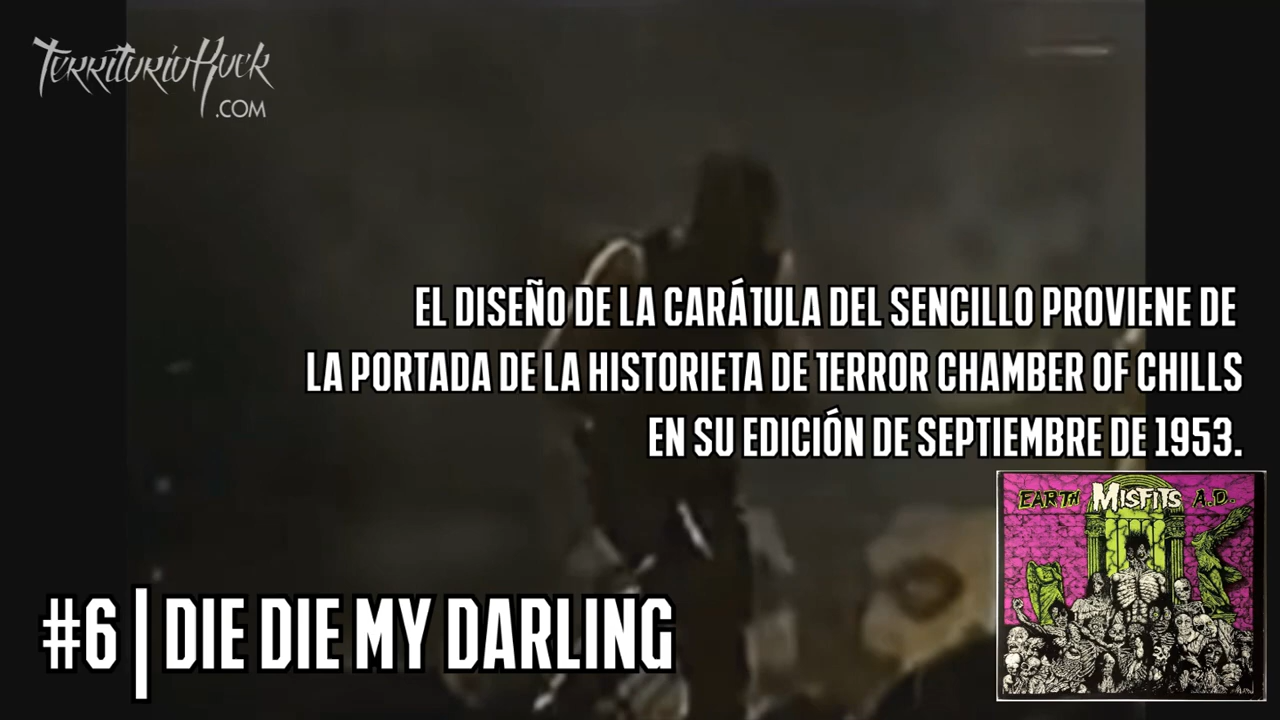 TerritorioRock
.COM
EL DISEÑO DE LA CARÁTULA DEL SENCILLO PROVIENE DE
LA PORTADA DE LA HISTORIETA DE TERROR CHAMBER OF CHILLS
EN SU EDICIÓN DE SEPTIEMBRE DE 1953.
EARTH MISFITS A.D.
#6 | DIE DIE MY DARLING